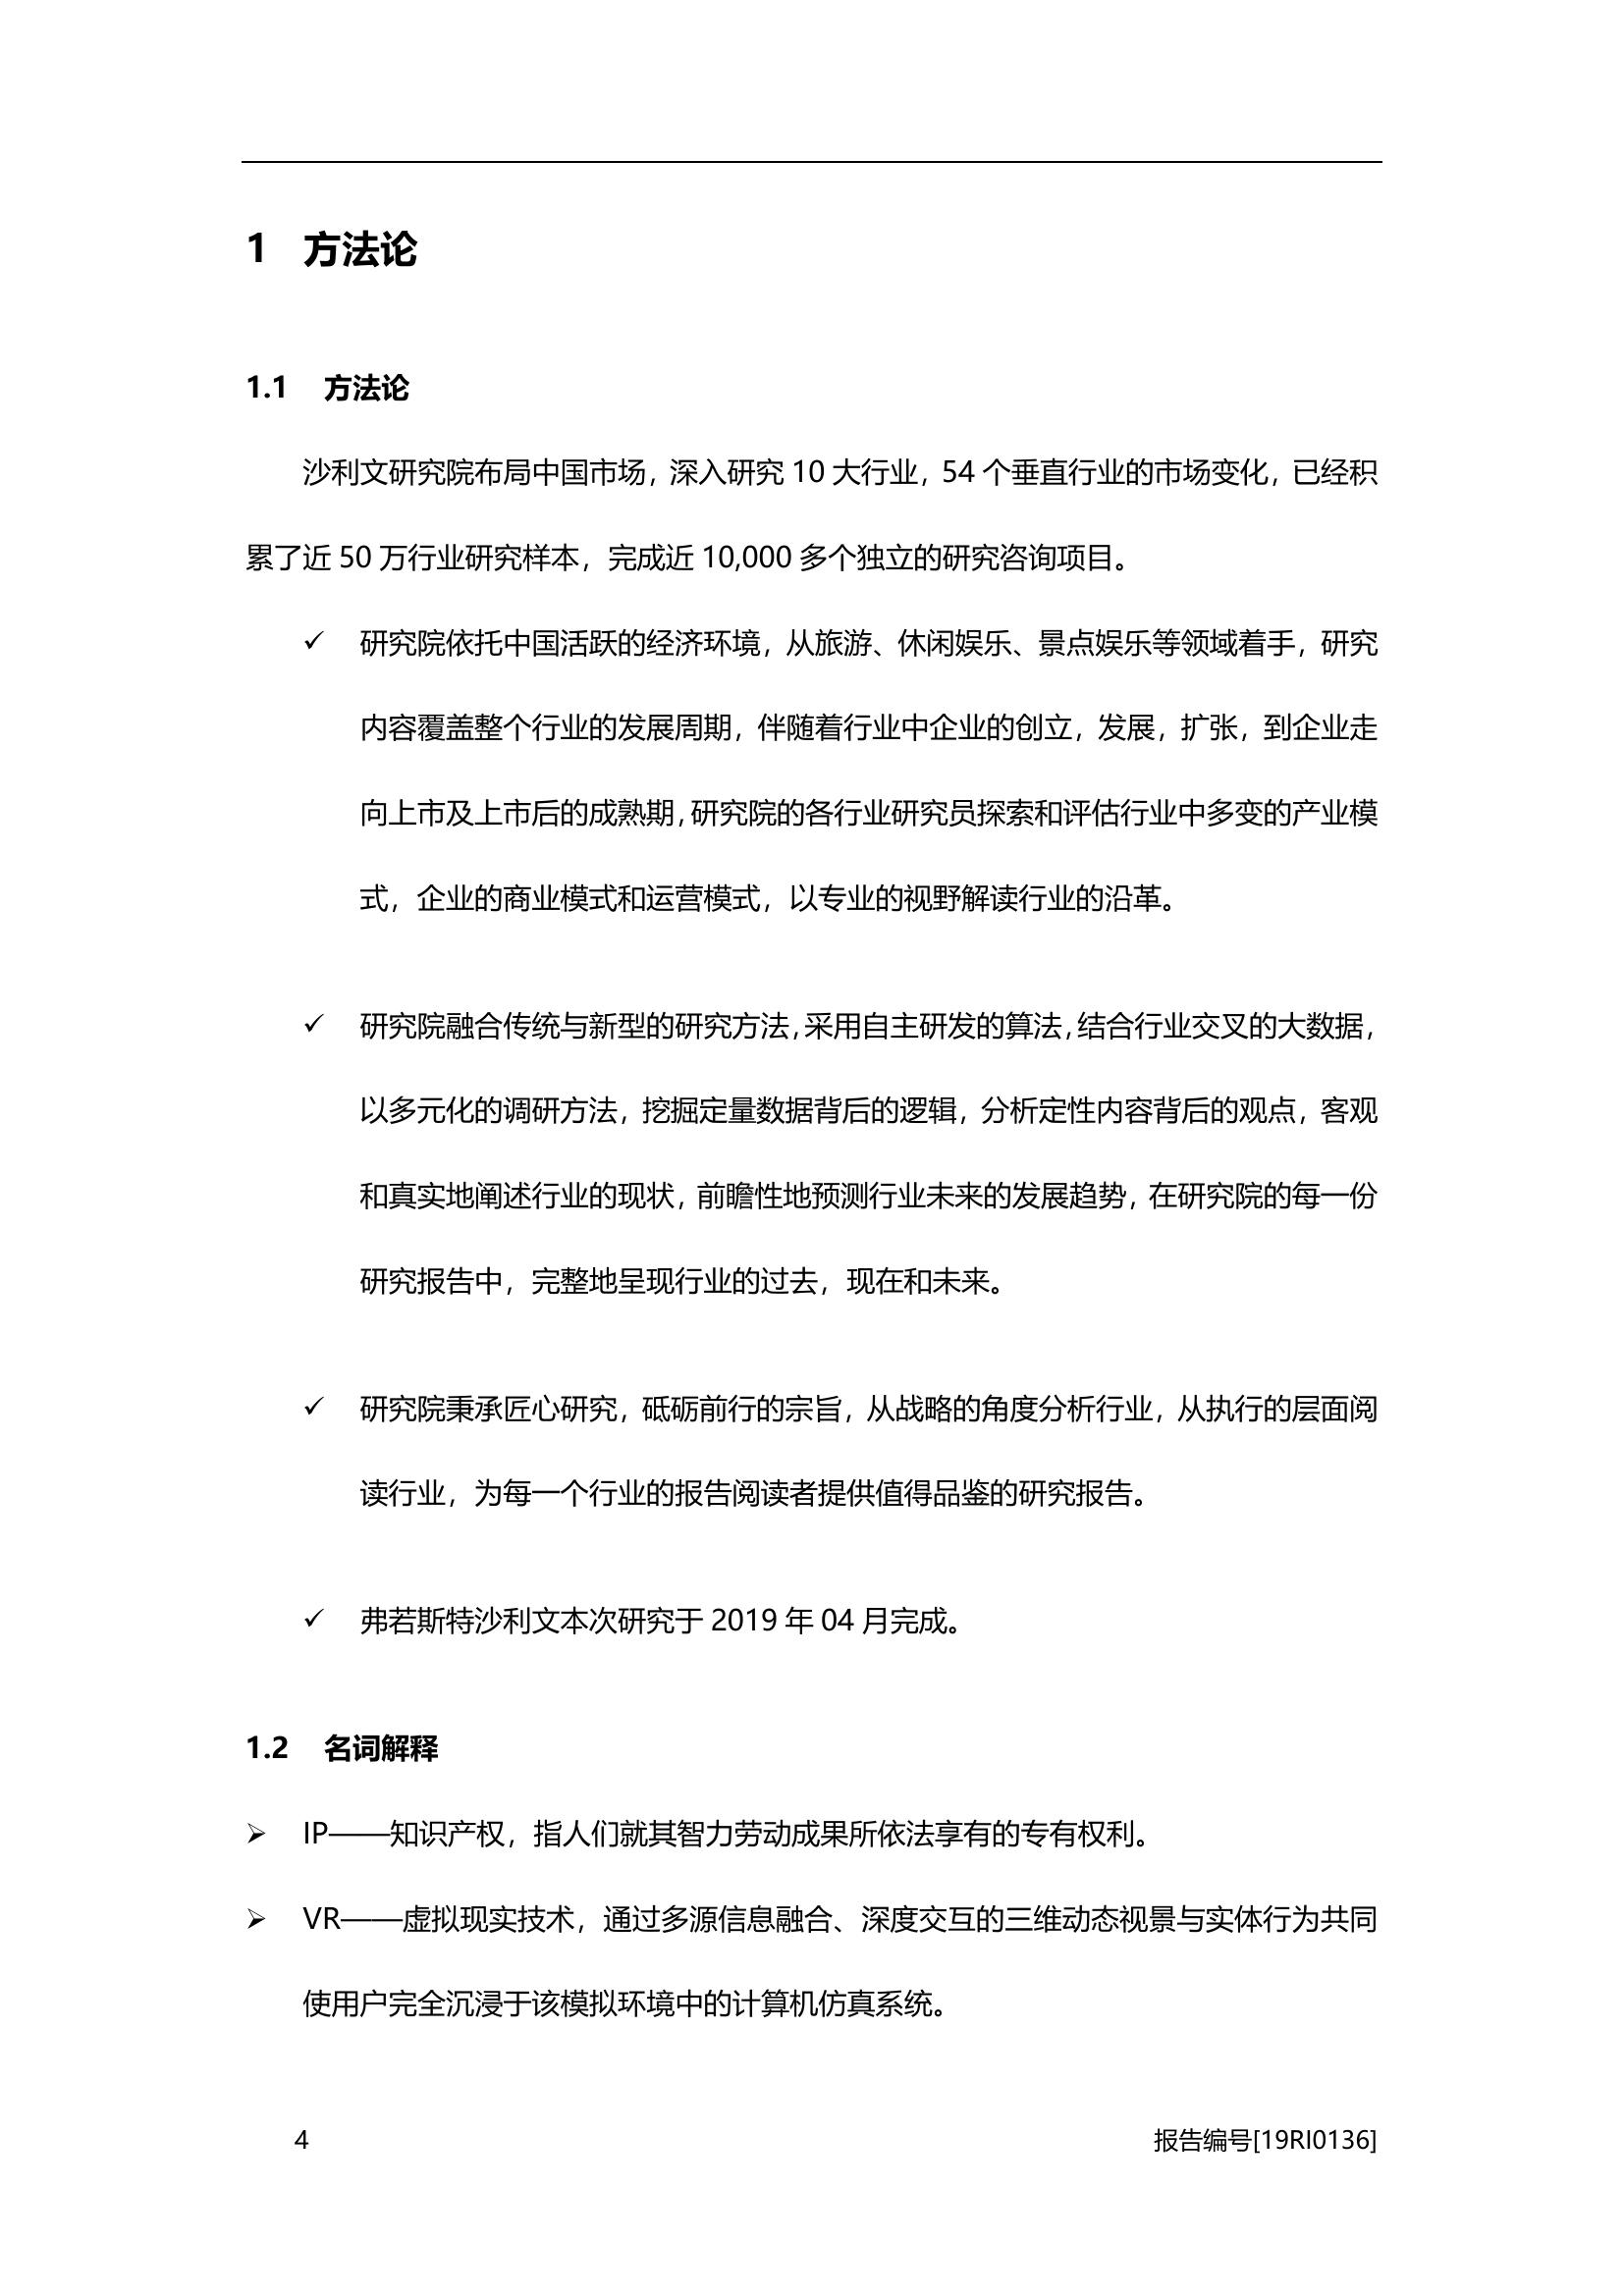 1 方法论
1.1 方法论
沙利文研究院布局中国市场，深入研究 10 大行业，54 个垂直行业的市场变化，已经积
累了近 50 万行业研究样本，完成近 10,000 多个独立的研究咨询项目。
✓ 研究院依托中国活跃的经济环境，从旅游、休闲娱乐、景点娱乐等领域着手，研究
内容覆盖整个行业的发展周期，伴随着行业中企业的创立，发展，扩张，到企业走
向上市及上市后的成熟期，研究院的各行业研究员探索和评估行业中多变的产业模
式，企业的商业模式和运营模式，以专业的视野解读行业的沿革。
✓ 研究院融合传统与新型的研究方法，采用自主研发的算法，结合行业交叉的大数据，
以多元化的调研方法，挖掘定量数据背后的逻辑，分析定性内容背后的观点，客观
和真实地阐述行业的现状，前瞻性地预测行业未来的发展趋势，在研究院的每一份
研究报告中，完整地呈现行业的过去，现在和未来。
✓ 研究院秉承匠心研究，砥砺前行的宗旨，从战略的角度分析行业，从执行的层面阅
读行业，为每一个行业的报告阅读者提供值得品鉴的研究报告。
✓ 弗若斯特沙利文本次研究于 2019 年 04 月完成。
1.2 名词解释
➢ IP——知识产权，指人们就其智力劳动成果所依法享有的专有权利。
➢ VR——虚拟现实技术，通过多源信息融合、深度交互的三维动态视景与实体行为共同
使用户完全沉浸于该模拟环境中的计算机仿真系统。
4 报告编号[19RI0136]